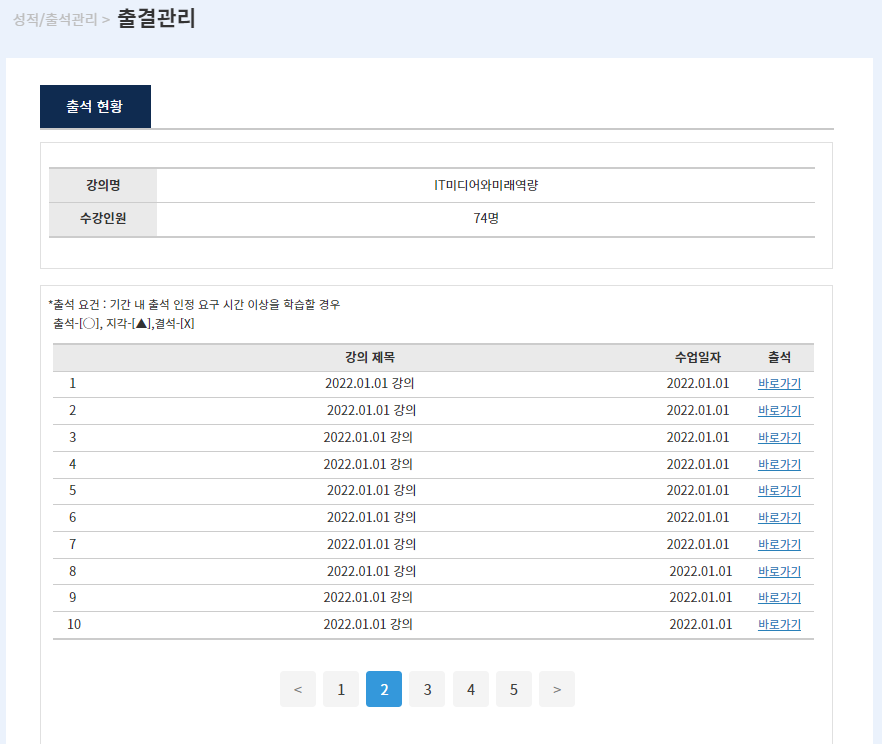 성적/출석관리 > 출결관리
출석 현황
강의명 IT미디어와미래역량
수강인원 74명
*출석 요건 : 기간 내 출석 인정 요구 시간 이상을 학습할 경우
출석-[○], 지각-[▲],결석-[X]
강의 제목 수업일자 출석
1 2022.01.01 강의 2022.01.01 바로가기
2 2022.01.01 강의 2022.01.01 바로가기
3 2022.01.01 강의 2022.01.01 바로가기
4 2022.01.01 강의 2022.01.01 바로가기
5 2022.01.01 강의 2022.01.01 바로가기
6 2022.01.01 강의 2022.01.01 바로가기
7 2022.01.01 강의 2022.01.01 바로가기
8 2022.01.01 강의 2022.01.01 바로가기
9 2022.01.01 강의 2022.01.01 바로가기
10 2022.01.01 강의 2022.01.01 바로가기
< 1 2 3 4 5 >